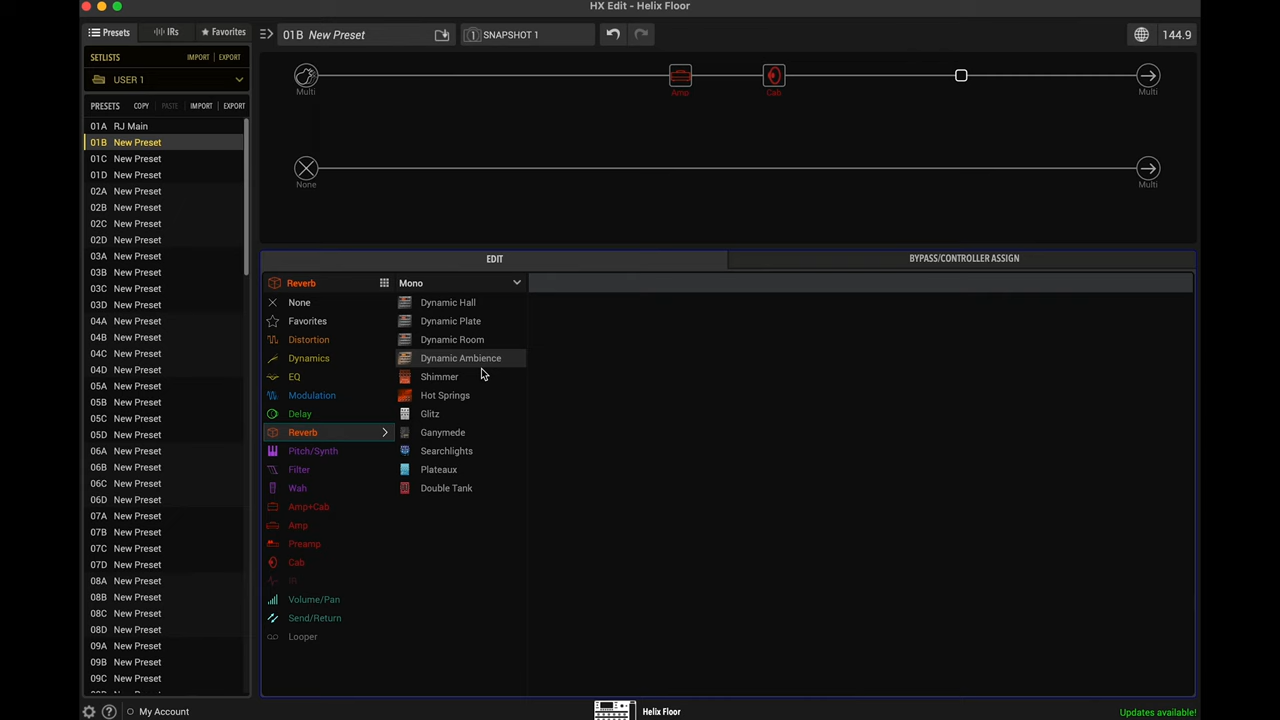 HX Edit - Helix Floor
Presets
IRs
Favorites
01B New Preset
1 SNAPSHOT 1
144.9
SETLISTS IMPORT EXPORT
USER 1
PRESETS COPY PASTE IMPORT EXPORT
01A RJ Main
01B New Preset
01C New Preset
01D New Preset
02A New Preset
02B New Preset
02C New Preset
02D New Preset
03A New Preset
03B New Preset
03C New Preset
03D New Preset
04A New Preset
04B New Preset
04C New Preset
04D New Preset
05A New Preset
05B New Preset
05C New Preset
05D New Preset
06A New Preset
06B New Preset
06C New Preset
06D New Preset
07A New Preset
07B New Preset
07C New Preset
07D New Preset
08A New Preset
08B New Preset
08C New Preset
08D New Preset
09A New Preset
09B New Preset
09C New Preset
Multi
Amp
Cab
Multi
None
Multi
EDIT
BYPASS/CONTROLLER ASSIGN
Reverb
None
Favorites
Distortion
Dynamics
EQ
Modulation
Delay
Reverb
Pitch/Synth
Filter
Wah
Amp+Cab
Amp
Preamp
Cab
IR
Volume/Pan
Send/Return
Looper
Mono
Dynamic Hall
Dynamic Plate
Dynamic Room
Dynamic Ambience
Shimmer
Hot Springs
Glitz
Ganymede
Searchlights
Plateaux
Double Tank
? My Account
Helix Floor
Updates available!